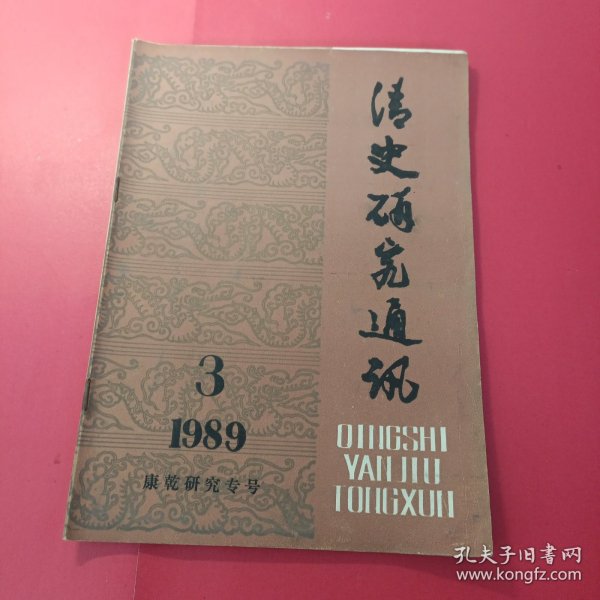 清史研究通讯
QINGSHI
YANJIU
TONGXUN
3
1989
康乾研究专号
孔夫子旧书网
www.kongfz.com